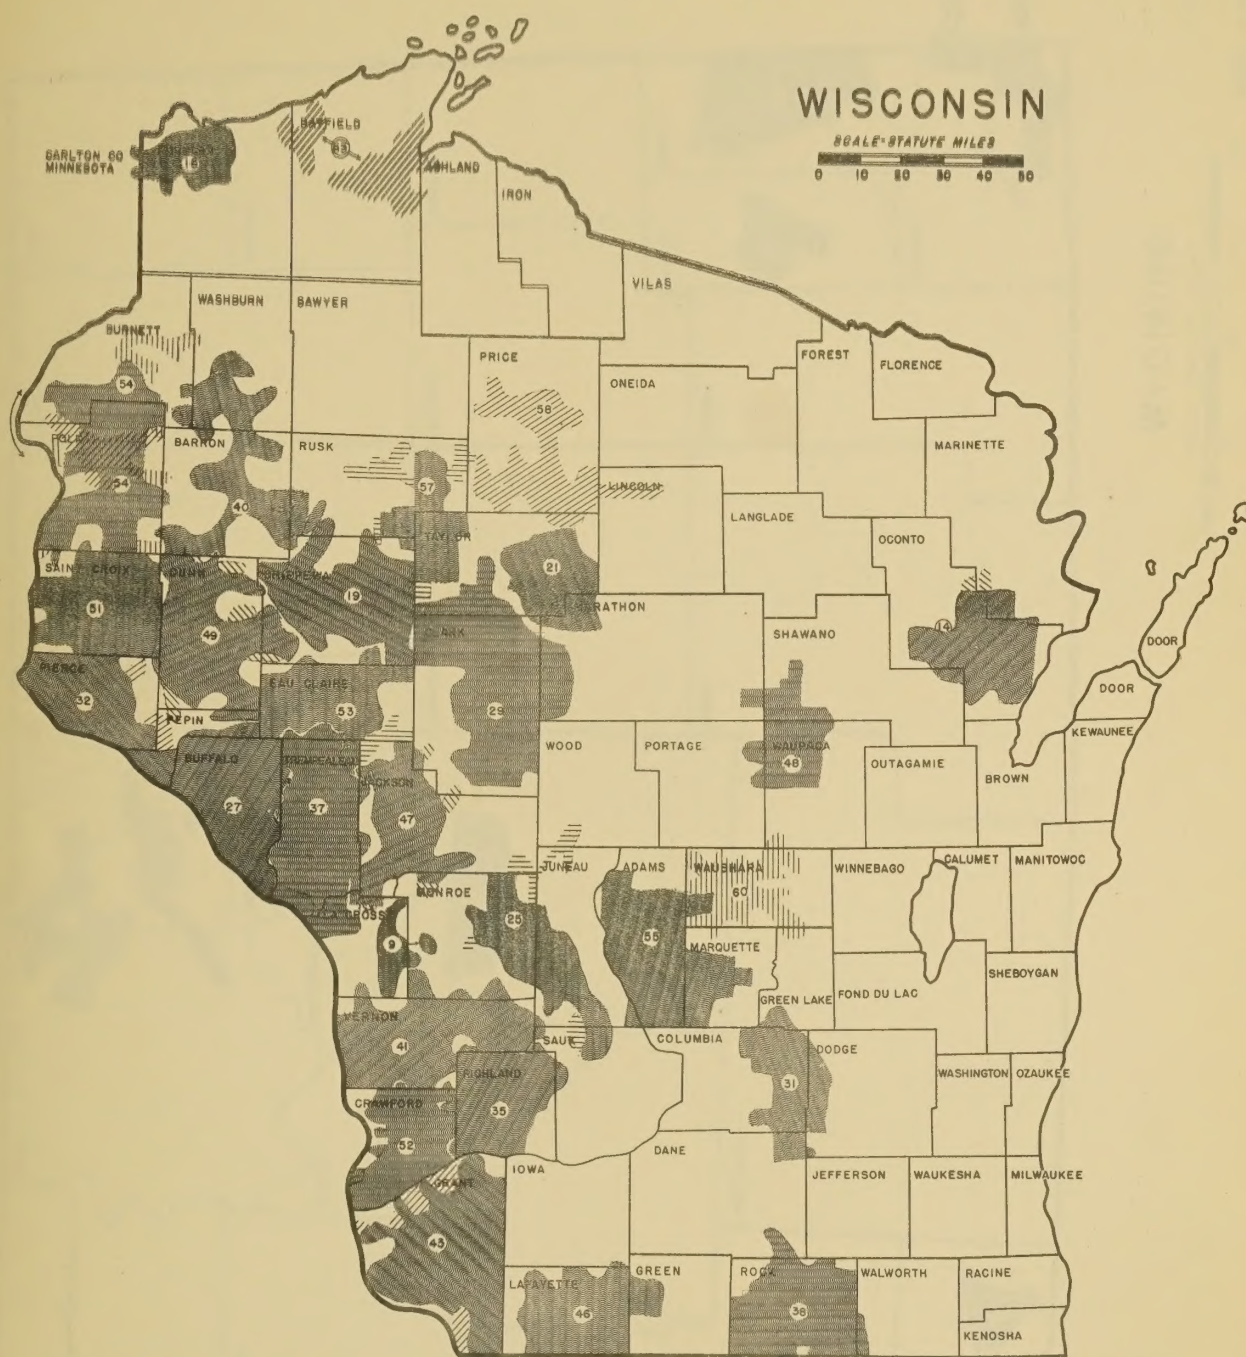 WISCONSIN
SCALE-STATUTE MILES
0 10 20 30 40 50
BAYFIELD
63
CARLTON CO
MINNESOTA
16
ASHLAND
IRON
VILAS
WASHBURN
SAWYER
BURNETT
PRICE
FOREST
FLORENCE
ONEIDA
54
58
POLK
BARRON
RUSK
MARINETTE
54
57
LINCOLN
40
LANGLADE
TAYLOR
OCONTO
SAINT CROIX
DUNN
CHIPPEWA
21
19
51
RATHON
49
CLARK
SHAWANO
14
DOOR
PIERCE
EAU CLAIRE
32
DOOR
53
29
PEPIN
KEWAUNEE
WOOD
PORTAGE
WAUPACA
BUFFALO
TREMPEALEAU
48
OUTAGAMIE
JACKSON
BROWN
27
37
47
JUNEAU
ADAMS
WAUSHARA
WINNEBAGO
CALUMET
MANITOWOC
MONROE
60
CROSS
25
55
9
MARQUETTE
SHEBOYGAN
GREEN LAKE
FOND DU LAC
VERNON
SAUK
COLUMBIA
41
DODGE
RICHLAND
WASHINGTON
OZAUKEE
31
CRAWFORD
35
52
DANE
IOWA
GRANT
JEFFERSON
WAUKESHA
MILWAUKEE
43
GREEN
ROCK
WALWORTH
RACINE
LAFAYETTE
46
38
KENOSHA